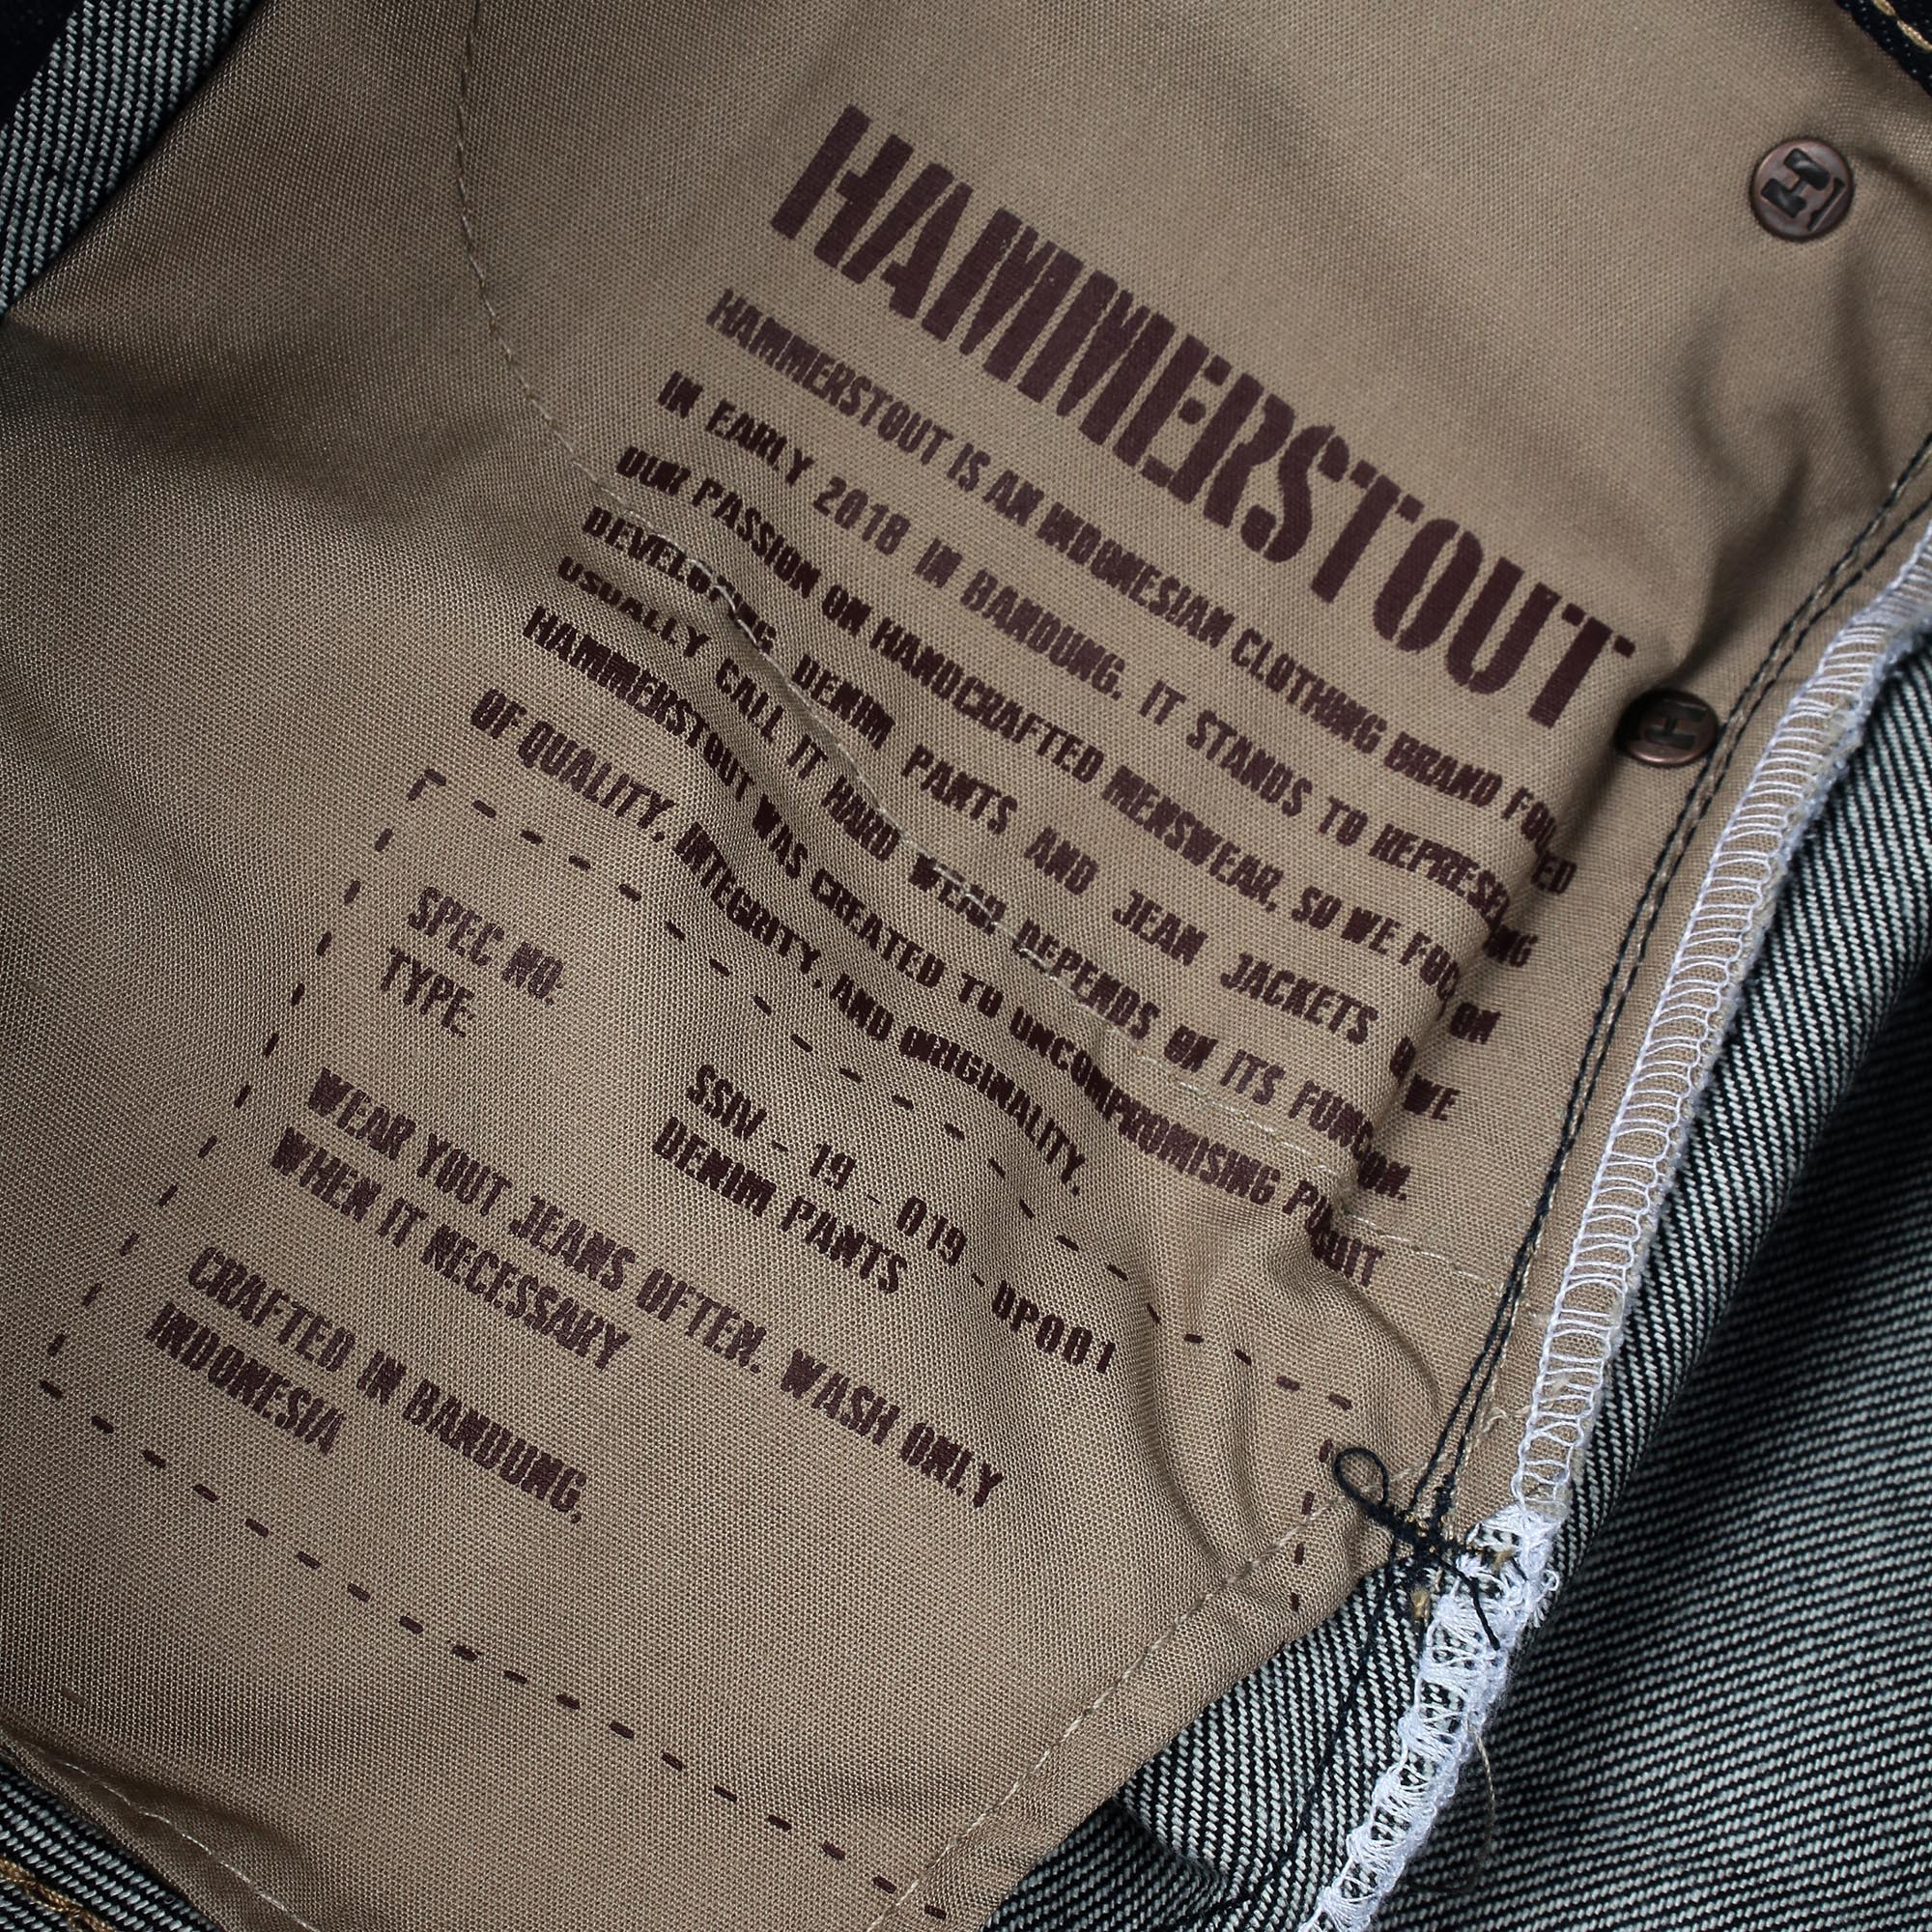 HAMMERSTOUT
HAMMERSTOUT IS AN INDONESIAN CLOTHING BRAND FOUNDED
IN EARLY 2018 IN BANDUNG. IT STANDS TO REPRESENTING
OUR PASSION ON HANDCRAFTED MENSWEAR, SO WE FOCUS ON
DEVELOPING DENIM PANTS AND JEAN JACKETS WE
USUALLY CALL IT HARD WEAR DEPENDS ON ITS FUNCTION.
HAMMERSTOUT WAS CREATED TO UNCOMPROMISING PURSUIT
OF QUALITY, INTEGRITY, AND ORIGINALITY.
SPEC NO. SSIV - 19 - 019 - DP001
TYPE. DENIM PANTS
WEAR YOUT JEANS OFTEN. WASH ONLY
WHEN IT NECESSARY
CRAFTED IN BANDUNG,
INDONESIA
H
H